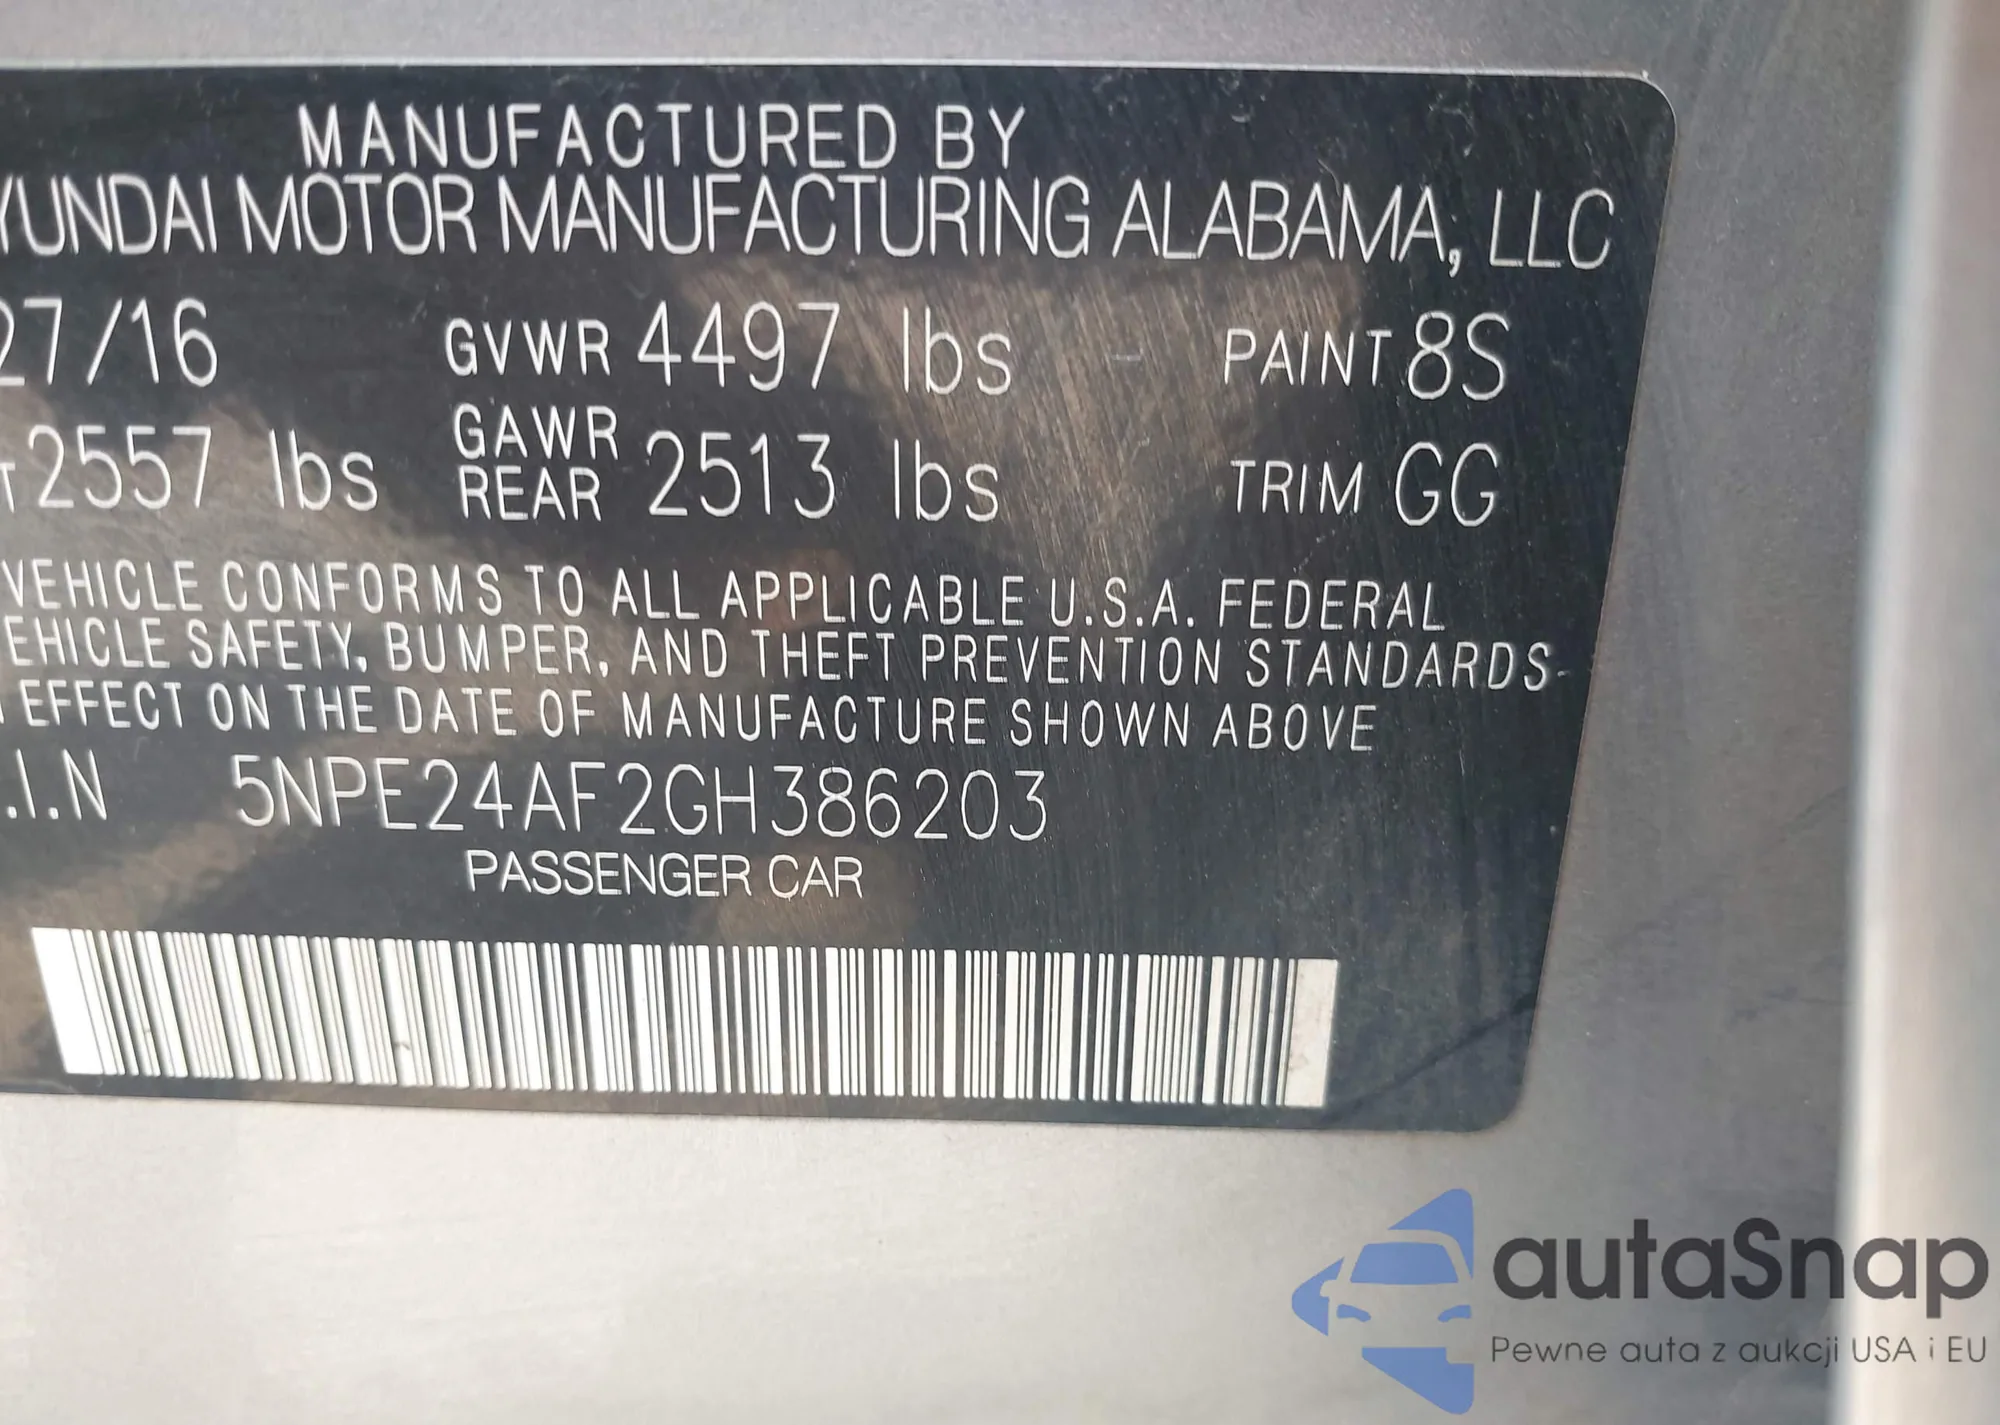 MANUFACTURED BY
YUNDAI MOTOR MANUFACTURING ALABAMA, LLC
27/16 GVWR 4497 lbs PAINT 8S
T 2557 lbs GAWR REAR 2513 lbs TRIM GG
VEHICLE CONFORMS TO ALL APPLICABLE U.S.A. FEDERAL
EHICLE SAFETY, BUMPER, AND THEFT PREVENTION STANDARDS-
EFFECT ON THE DATE OF MANUFACTURE SHOWN ABOVE
.I.N 5NPE24AF2GH386203
PASSENGER CAR
autaSnap
Pewne auta z aukcji USA i EU